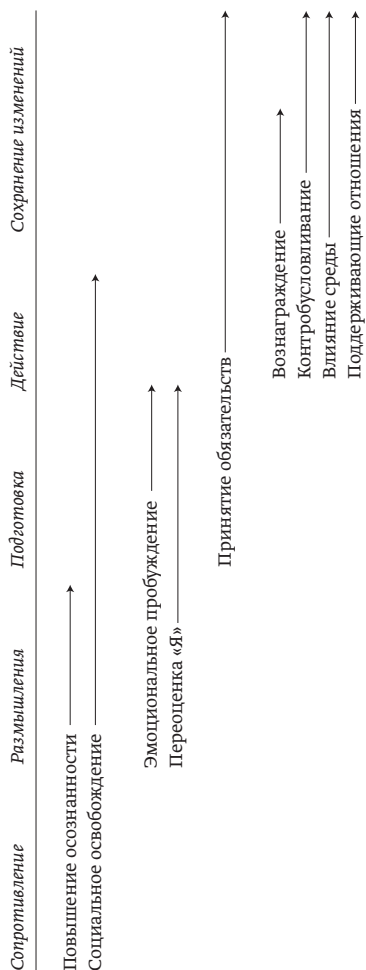 Сопротивление Размышления Подготовка Действие Сохранение изменений
Повышение осознанности
Социальное освобождение
Эмоциональное пробуждение
Переоценка «Я»
Принятие обязательств
Вознаграждение
Контробусловливание
Влияние среды
Поддерживающие отношения